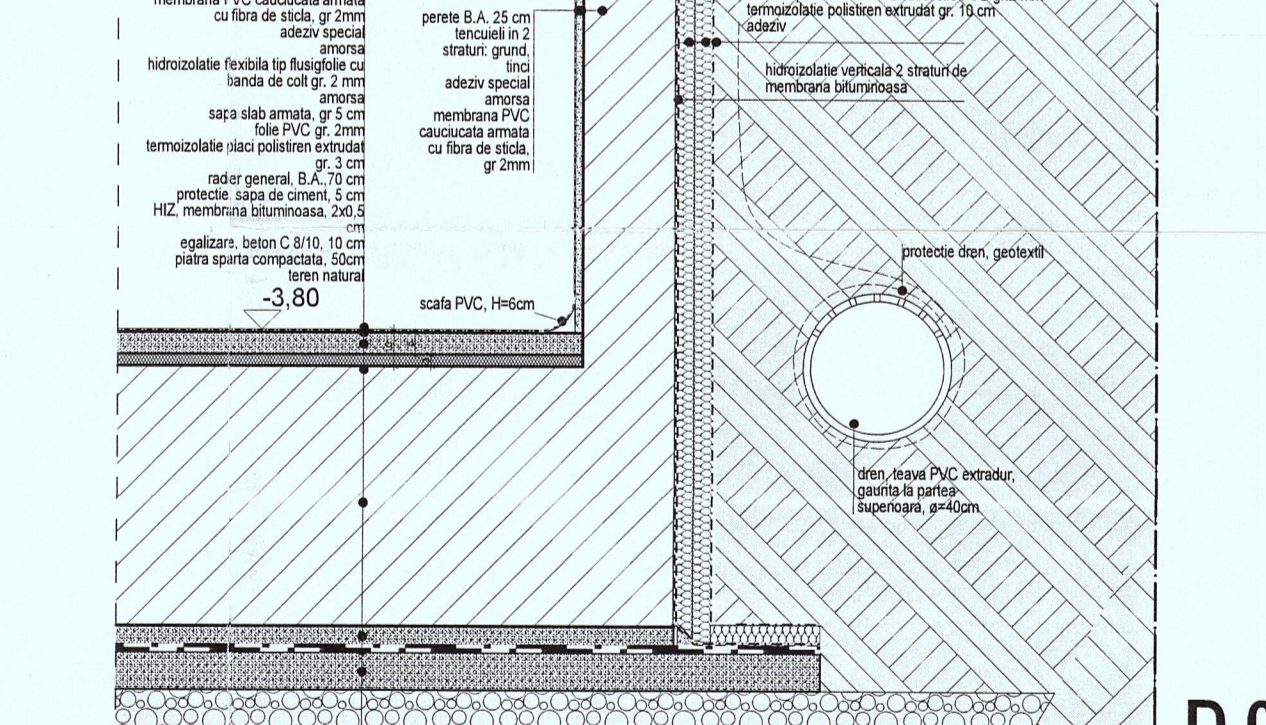 membrana PVC cauciucata armata
cu fibra de sticla, gr 2mm
adeziv special
amorsa
hidroizolatie flexibila tip flusigfolie cu
banda de colt gr. 2 mm
amorsa
sapa slab armata, gr 5 cm
folie PVC gr. 2mm
termoizolatie placi polistiren extrudat
gr. 3 cm
radier general, B.A.,70 cm
protectie sapa de ciment, 5 cm
HIZ, membrana bituminoasa, 2x0,5
cm
egalizare, beton C 8/10, 10 cm
piatra sparta compactata, 50cm
teren natural
-3,80
perete B.A. 25 cm
tencuieli in 2
straturi: grund,
tinci
adeziv special
amorsa
membrana PVC
cauciucata armata
cu fibra de sticla,
gr 2mm
scafa PVC, H=6cm
termoizolatie polistiren extrudat gr. 10 cm
adeziv
hidroizolatie verticala 2 straturi de
membrana bituminoasa
protectie dren, geotextil
dren, teava PVC extradur,
gaurita la partea
superioara, ø=40cm